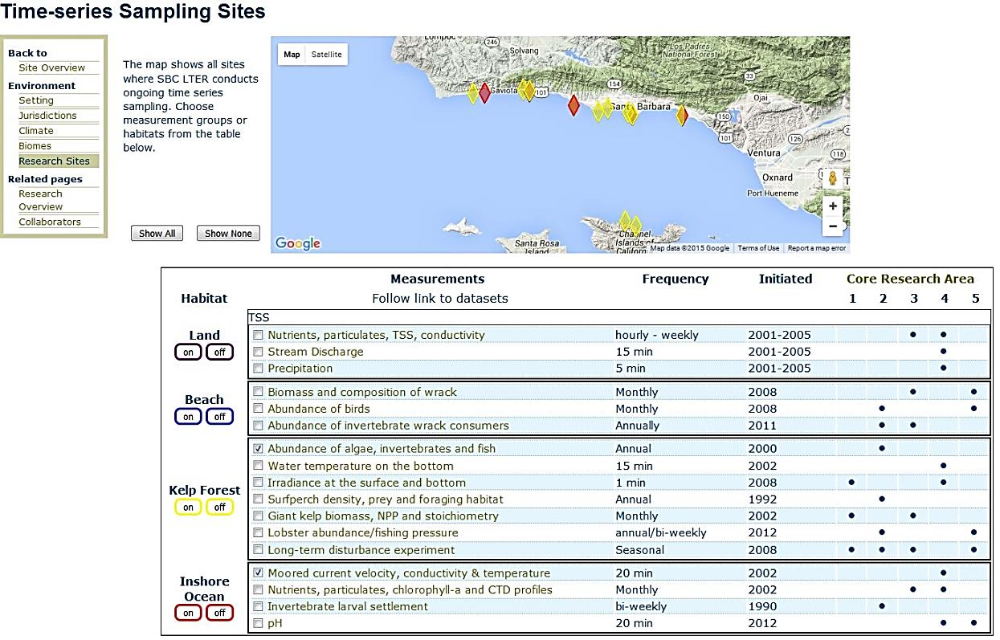 Time-series Sampling Sites
Back to
Site Overview
Environment
Setting
Jurisdictions
Climate
Biomes
Research Sites
Related pages
Research
Overview
Collaborators
The map shows all sites
where SBC LTER conducts
ongoing time series
sampling. Choose
measurement groups or
habitats from the table
below.
Show All Show None
Map Satellite
Lompoc
246
Solvang
Los Padres
National Forest
33
Gaviota
101
154
Ojai
Santa Barbara
150
101
126
Ventura
118
Oxnard
Port Hueneme
+
−
Santa Rosa
Island
Channel
Islands of
Californ
Google
Map data ©2015 Google Terms of Use Report a map error
Measurements Frequency Initiated Core Research Area
Habitat Follow link to datasets 1 2 3 4 5
TSS
Land
on off
Nutrients, particulates, TSS, conductivity hourly - weekly 2001-2005
Stream Discharge 15 min 2001-2005
Precipitation 5 min 2001-2005
Beach
on off
Biomass and composition of wrack Monthly 2008
Abundance of birds Monthly 2008
Abundance of invertebrate wrack consumers Annually 2011
Kelp Forest
on off
Abundance of algae, invertebrates and fish Annual 2000
Water temperature on the bottom 15 min 2002
Irradiance at the surface and bottom 1 min 2008
Surfperch density, prey and foraging habitat Annual 1992
Giant kelp biomass, NPP and stoichiometry Monthly 2002
Lobster abundance/fishing pressure annual/bi-weekly 2012
Long-term disturbance experiment Seasonal 2008
Inshore
Ocean
on off
Moored current velocity, conductivity & temperature 20 min 2002
Nutrients, particulates, chlorophyll-a and CTD profiles Monthly 2002
Invertebrate larval settlement bi-weekly 1990
pH 20 min 2012